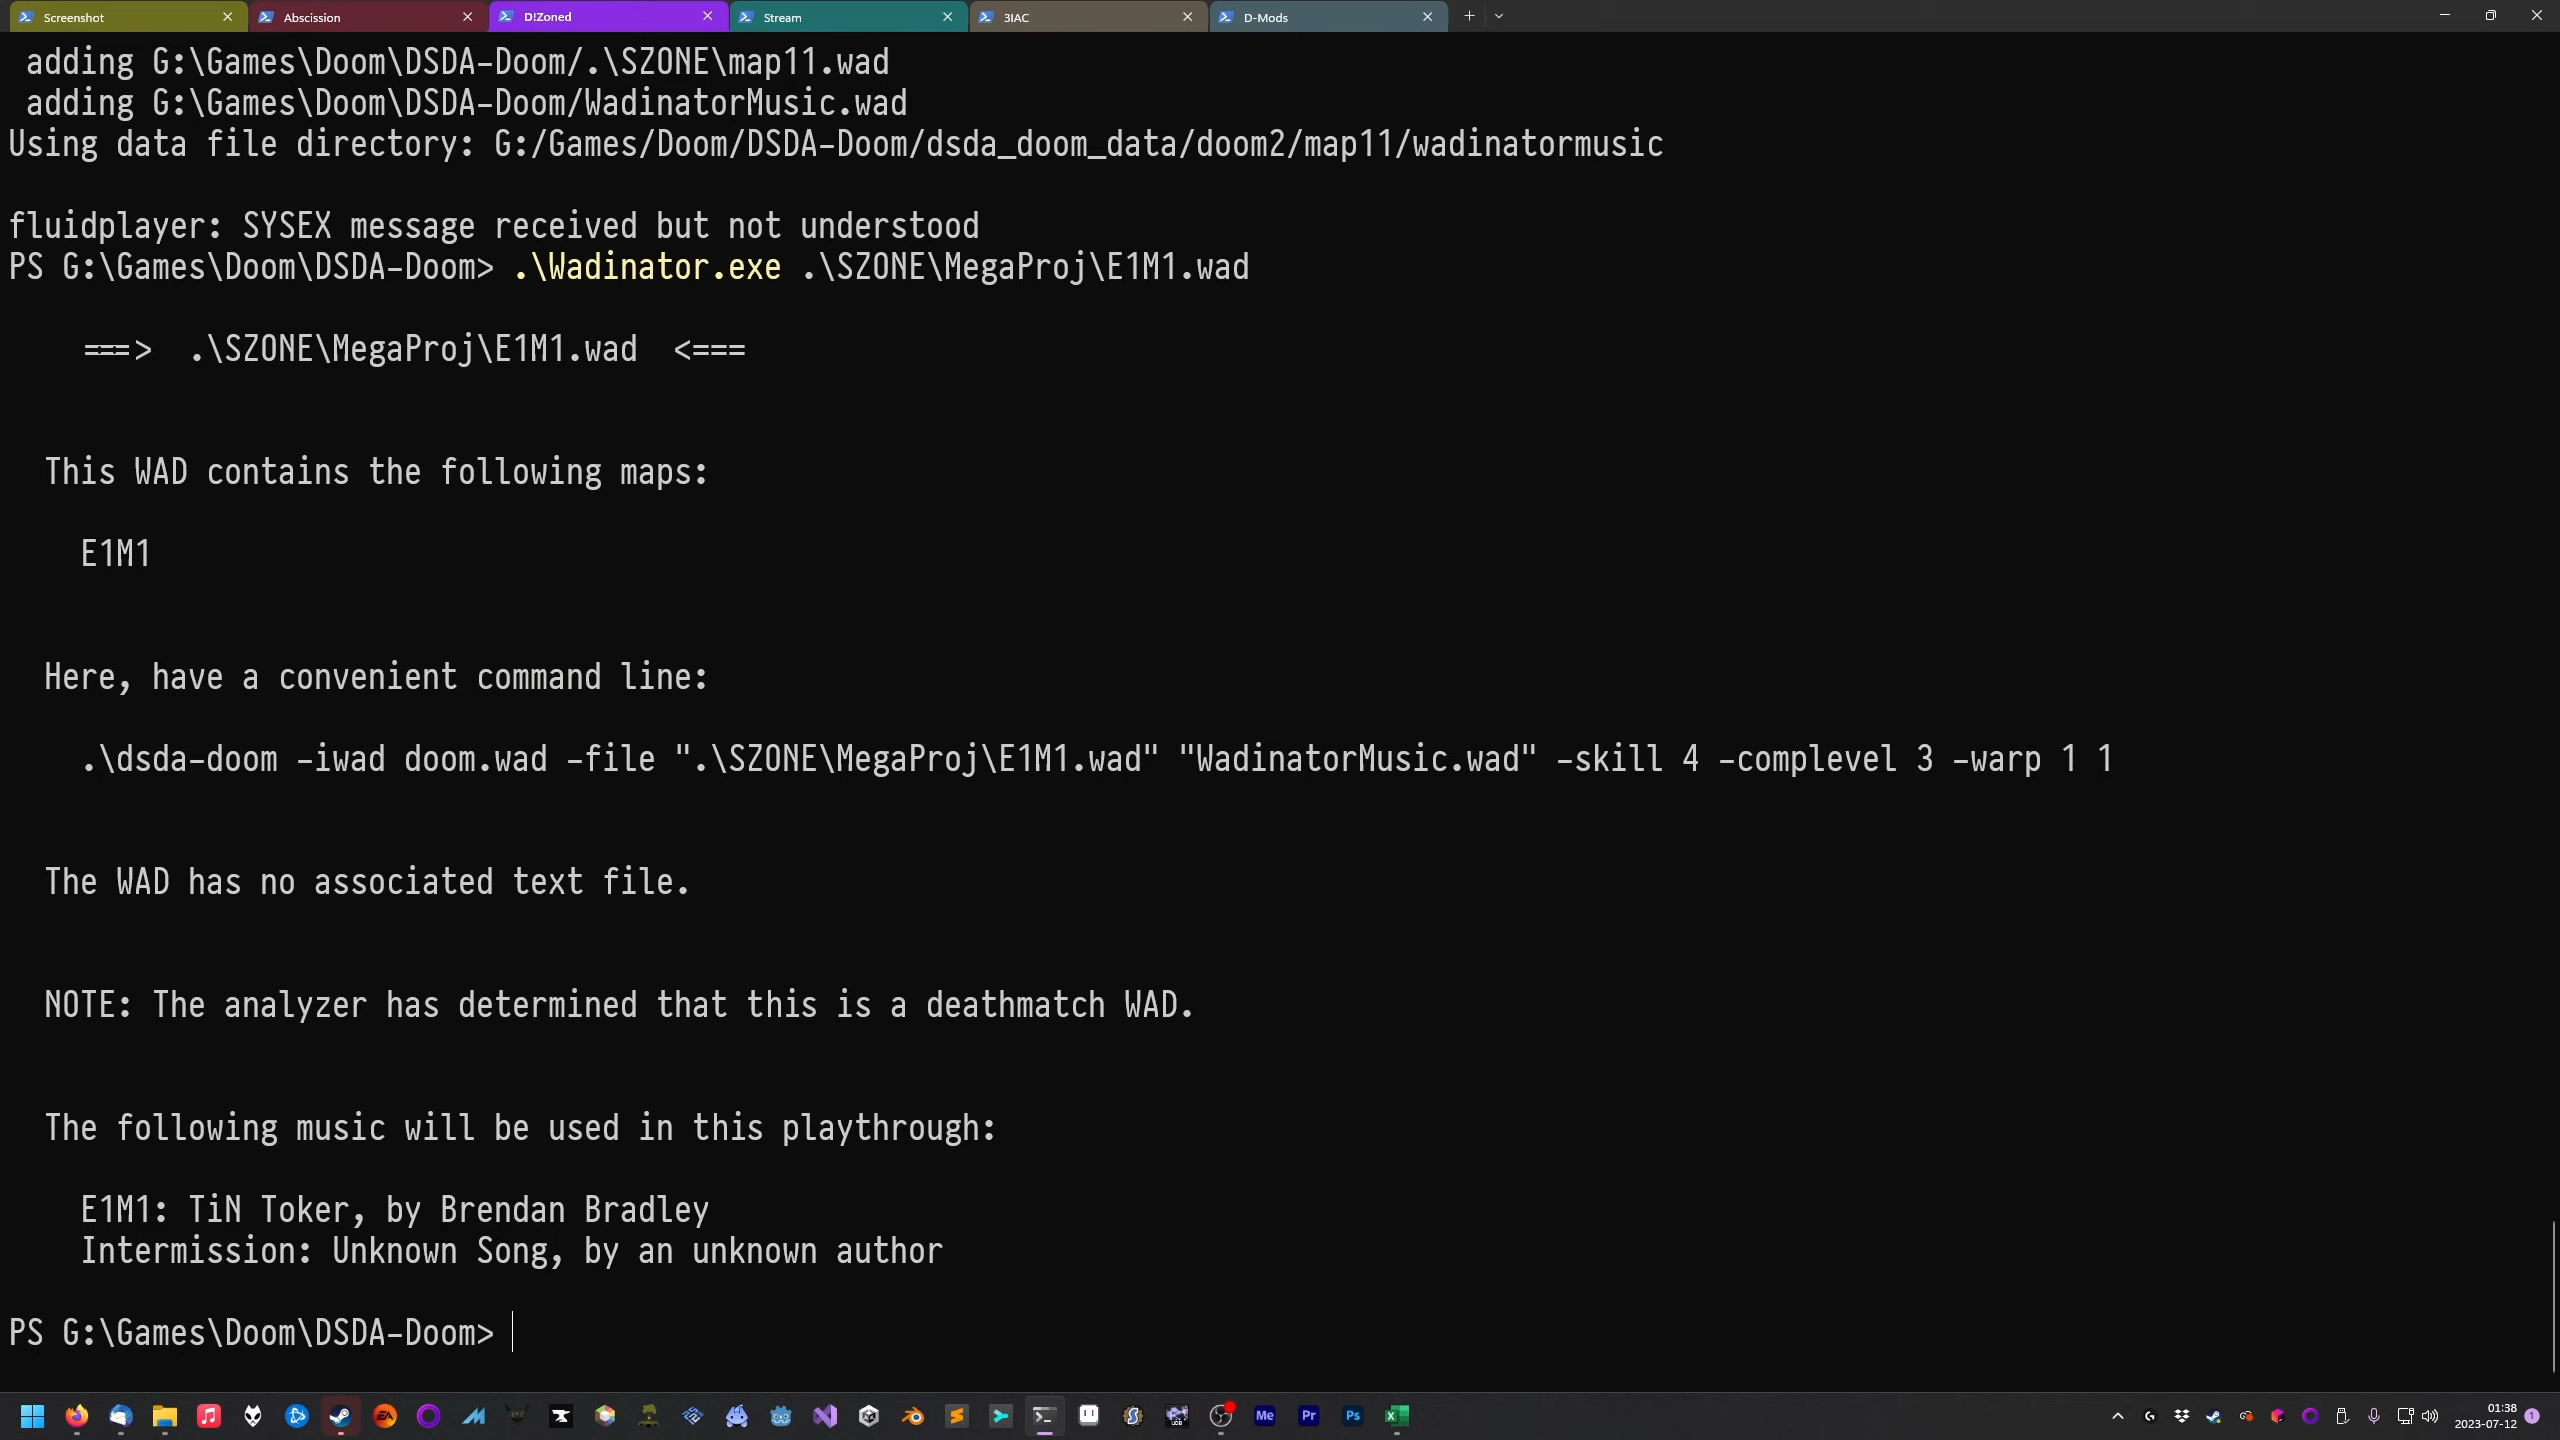 Screenshot
Abscission
D!Zoned
Stream
3IAC
D-Mods
adding G:\Games\Doom\DSDA-Doom/.\SZONE\map11.wad
adding G:\Games\Doom\DSDA-Doom/WadinatorMusic.wad
Using data file directory: G:/Games/Doom/DSDA-Doom/dsda_doom_data/doom2/map11/wadinatormusic
fluidplayer: SYSEX message received but not understood
PS G:\Games\Doom\DSDA-Doom> .\Wadinator.exe .\SZONE\MegaProj\E1M1.wad
===> .\SZONE\MegaProj\E1M1.wad <===
This WAD contains the following maps:
E1M1
Here, have a convenient command line:
.\dsda-doom -iwad doom.wad -file ".\SZONE\MegaProj\E1M1.wad" "WadinatorMusic.wad" -skill 4 -complevel 3 -warp 1 1
The WAD has no associated text file.
NOTE: The analyzer has determined that this is a deathmatch WAD.
The following music will be used in this playthrough:
E1M1: TiN Toker, by Brendan Bradley
Intermission: Unknown Song, by an unknown author
PS G:\Games\Doom\DSDA-Doom>
EA
Me
Pr
Ps
01:38
2023-07-12
1